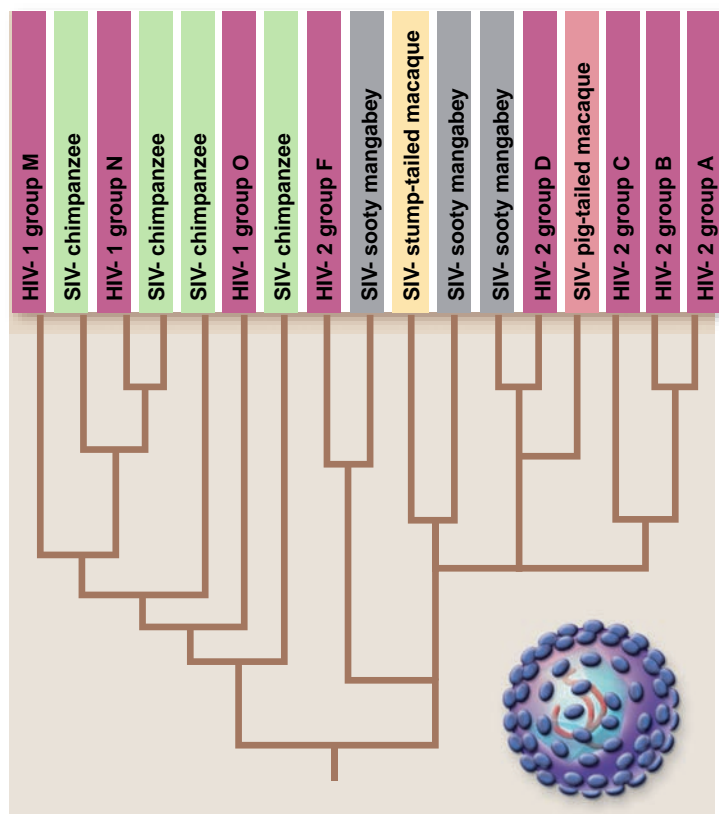 HIV- 1 group M
SIV- chimpanzee
HIV- 1 group N
SIV- chimpanzee
SIV- chimpanzee
HIV- 1 group O
SIV- chimpanzee
HIV- 2 group F
SIV- sooty mangabey
SIV- stump-tailed macaque
SIV- sooty mangabey
SIV- sooty mangabey
HIV- 2 group D
SIV- pig-tailed macaque
HIV- 2 group C
HIV- 2 group B
HIV- 2 group A